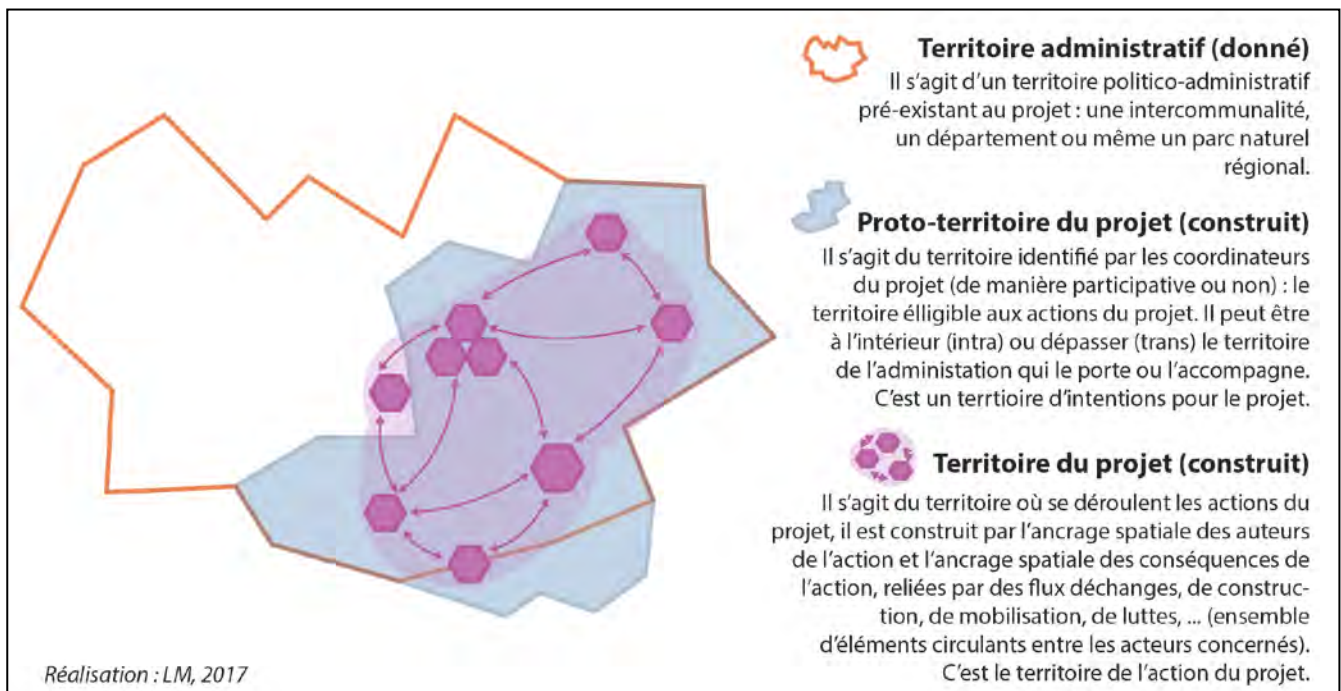 Territoire administratif (donné)
Il s’agit d’un territoire politico-administratif
pré-existant au projet : une intercommunalité,
un département ou même un parc naturel
régional.
Proto-territoire du projet (construit)
Il s’agit du territoire identifié par les coordinateurs
du projet (de manière participative ou non) : le
territoire élligible aux actions du projet. Il peut être
à l’intérieur (intra) ou dépasser (trans) le territoire
de l’administation qui le porte ou l’accompagne.
C’est un terrtioire d’intentions pour le projet.
Territoire du projet (construit)
Il s’agit du territoire où se déroulent les actions du
projet, il est construit par l’ancrage spatiale des auteurs
de l’action et l’ancrage spatiale des conséquences de
l’action, reliées par des flux déchanges, de construc-
tion, de mobilisation, de luttes, ... (ensemble
d’éléments circulants entre les acteurs concernés).
C’est le territoire de l’action du projet.
Réalisation : LM, 2017